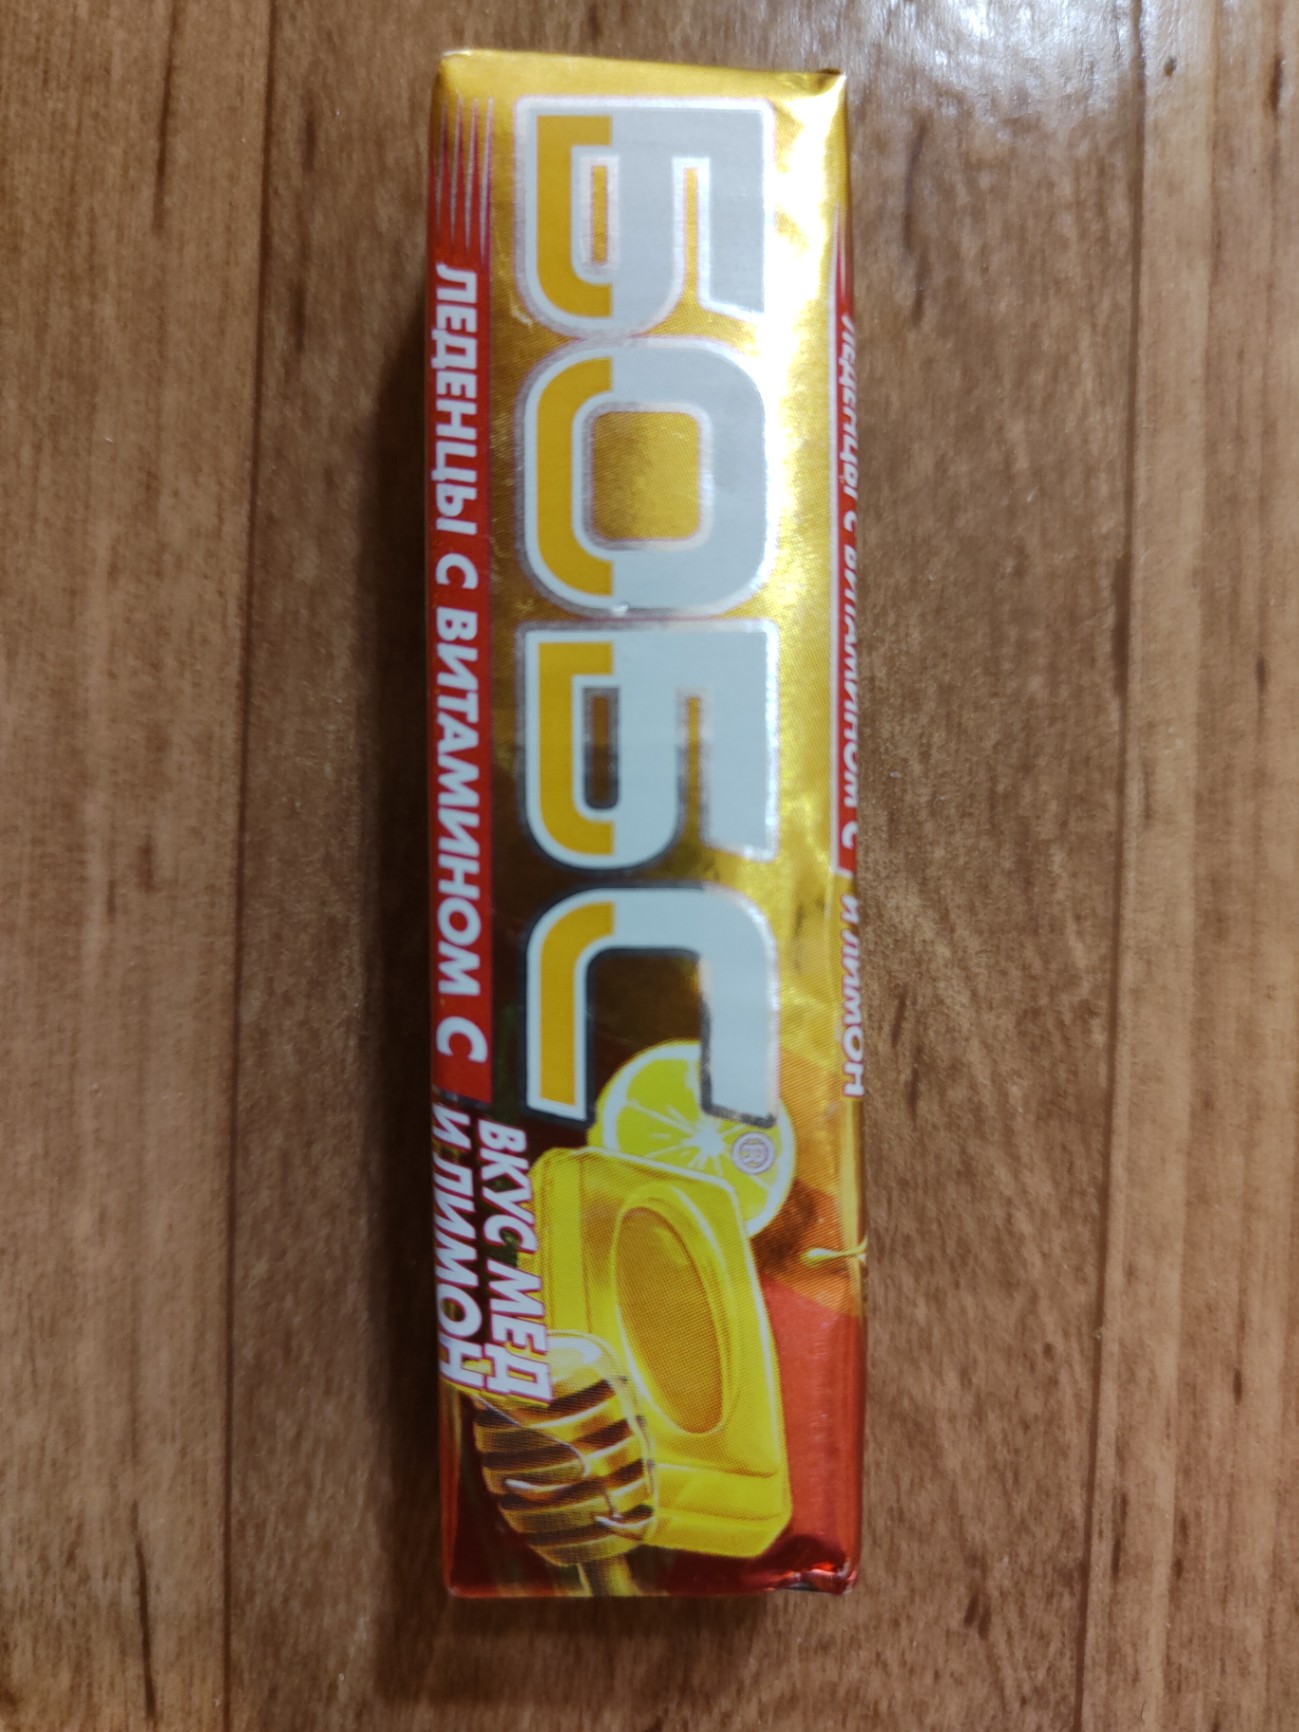 БОБС
®
ЛЕДЕНЦЫ С ВИТАМИНОМ С
ВКУС МЕД
И ЛИМОН
ЛЕДЕНЦЫ С ВИТАМИНОМ С
И ЛИМОН